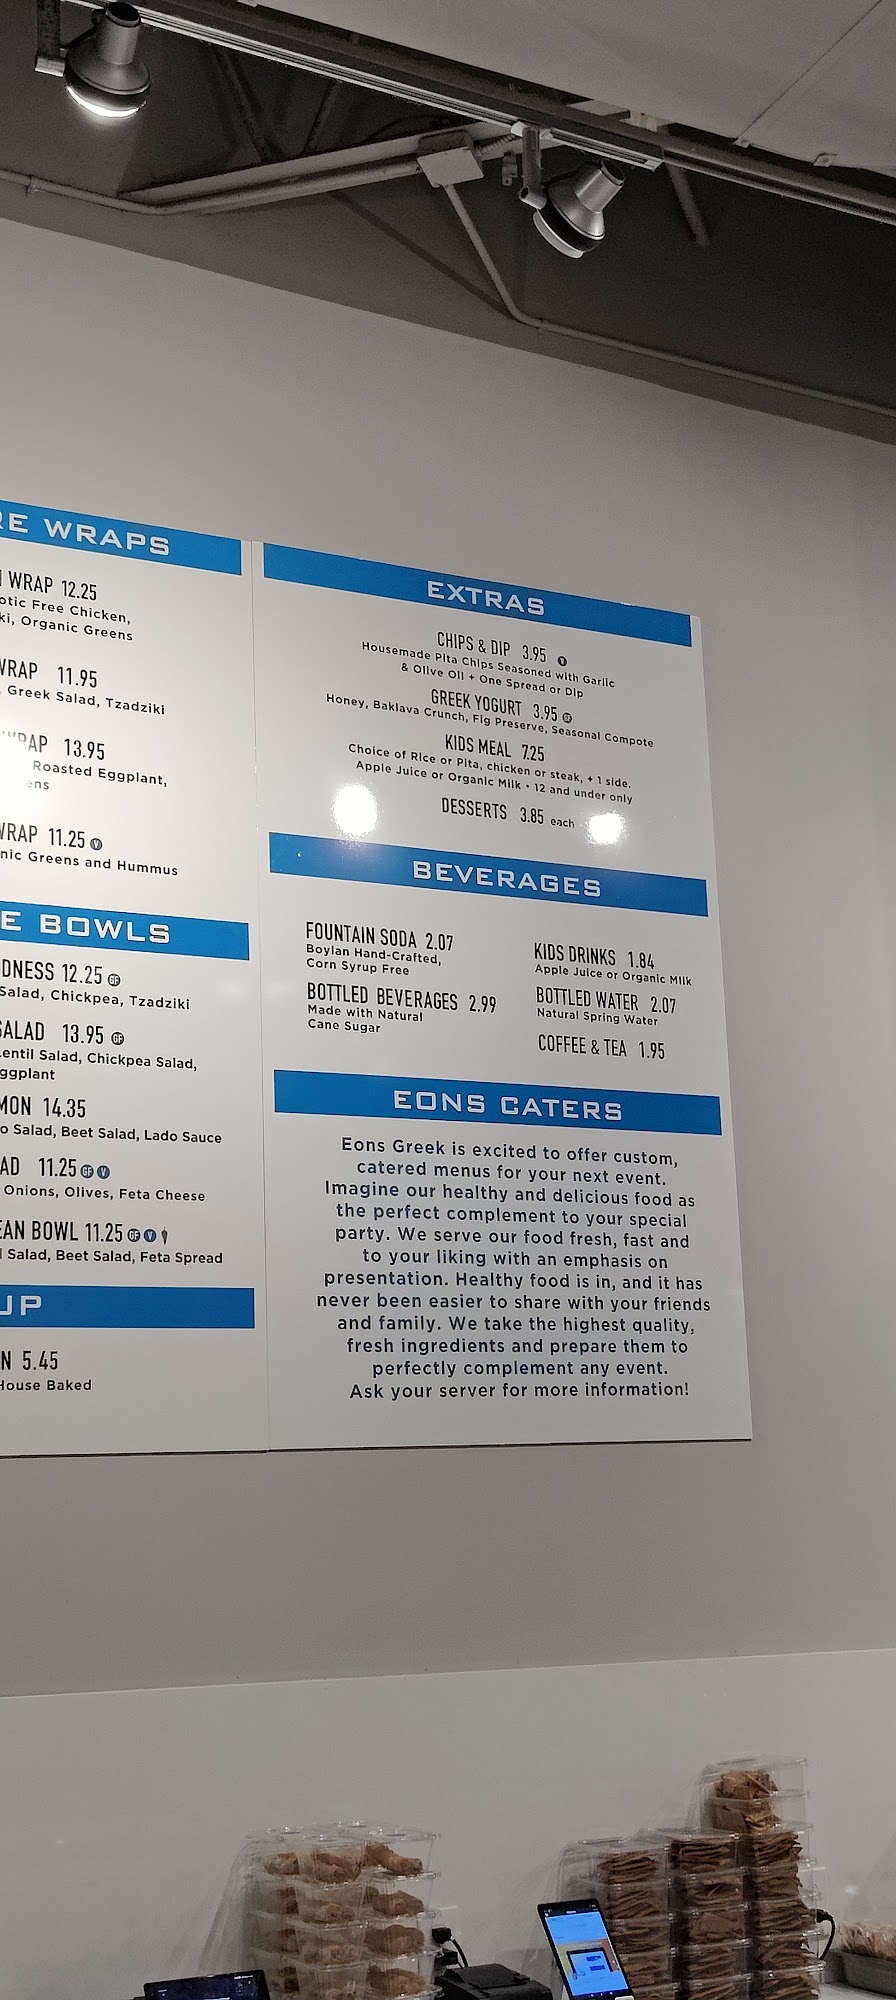 WRAPS
WRAP 12.25
Free Chicken,
Organic Greens
WRAP 11.95
Greek Salad, Tzadziki
13.95
Roasted Eggplant,
WRAP 11.25 V
Organic Greens and Hummus
BOWLS
12.25 GF
Salad, Chickpea, Tzadziki
SALAD 13.95 GF
Lentil Salad, Chickpea Salad,
Eggplant
14.35
Salad, Beet Salad, Lado Sauce
11.25 GF V
Onions, Olives, Feta Cheese
BOWL 11.25 GF V
Salad, Beet Salad, Feta Spread
5.45
House Baked
EXTRAS
CHIPS & DIP 3.95 V
Housemade Pita Chips Seasoned with Garlic
& Olive Oil + One Spread or Dip
GREEK YOGURT 3.95 GF
Honey, Baklava Crunch, Fig Preserve, Seasonal Compote
KIDS MEAL 7.25
Choice of Rice or Pita, chicken or steak, + 1 side.
Apple Juice or Organic Milk • 12 and under only
DESSERTS 3.85 each
BEVERAGES
FOUNTAIN SODA 2.07
Boylan Hand-Crafted,
Corn Syrup Free
BOTTLED BEVERAGES 2.99
Made with Natural
Cane Sugar
KIDS DRINKS 1.84
Apple Juice or Organic Milk
BOTTLED WATER 2.07
Natural Spring Water
COFFEE & TEA 1.95
EONS CATERS
Eons Greek is excited to offer custom,
catered menus for your next event.
Imagine our healthy and delicious food as
the perfect complement to your special
party. We serve our food fresh, fast and
to your liking with an emphasis on
presentation. Healthy food is in, and it has
never been easier to share with your friends
and family. We take the highest quality,
fresh ingredients and prepare them to
perfectly complement any event.
Ask your server for more information!